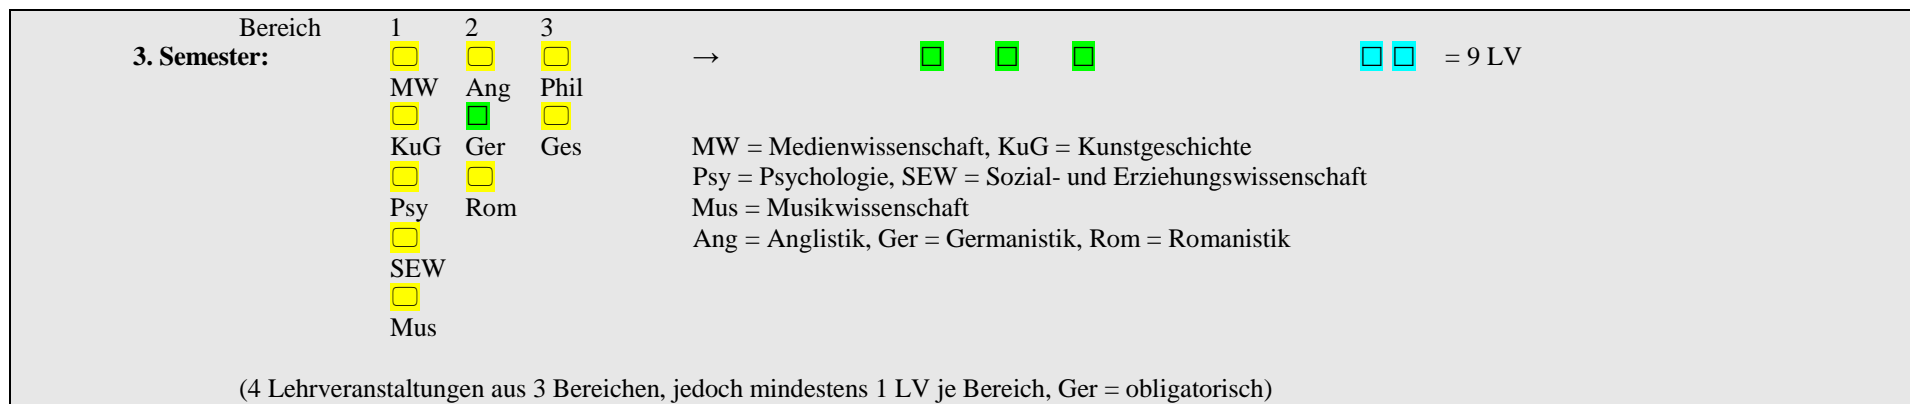 Bereich 1 2 3
3. Semester: → = 9 LV
MW Ang Phil
KuG Ger Ges MW = Medienwissenschaft, KuG = Kunstgeschichte
Psy = Psychologie, SEW = Sozial- und Erziehungswissenschaft
Psy Rom Mus = Musikwissenschaft
Ang = Anglistik, Ger = Germanistik, Rom = Romanistik
SEW
Mus
(4 Lehrveranstaltungen aus 3 Bereichen, jedoch mindestens 1 LV je Bereich, Ger = obligatorisch)